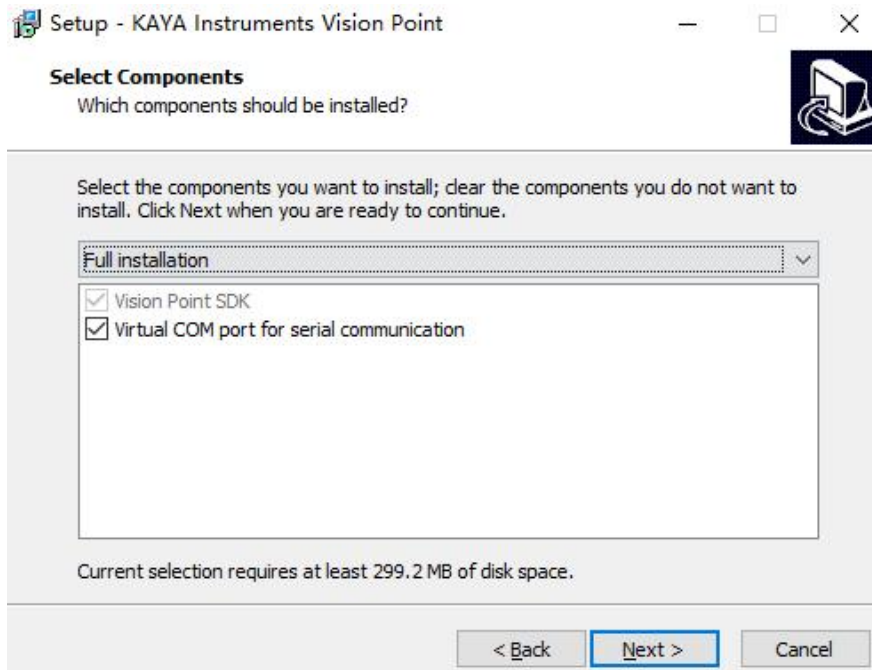 Setup - KAYA Instruments Vision Point
Select Components
Which components should be installed?
Select the components you want to install; clear the components you do not want to
install. Click Next when you are ready to continue.
Full installation
Vision Point SDK
Virtual COM port for serial communication
Current selection requires at least 299.2 MB of disk space.
< Back
Next >
Cancel